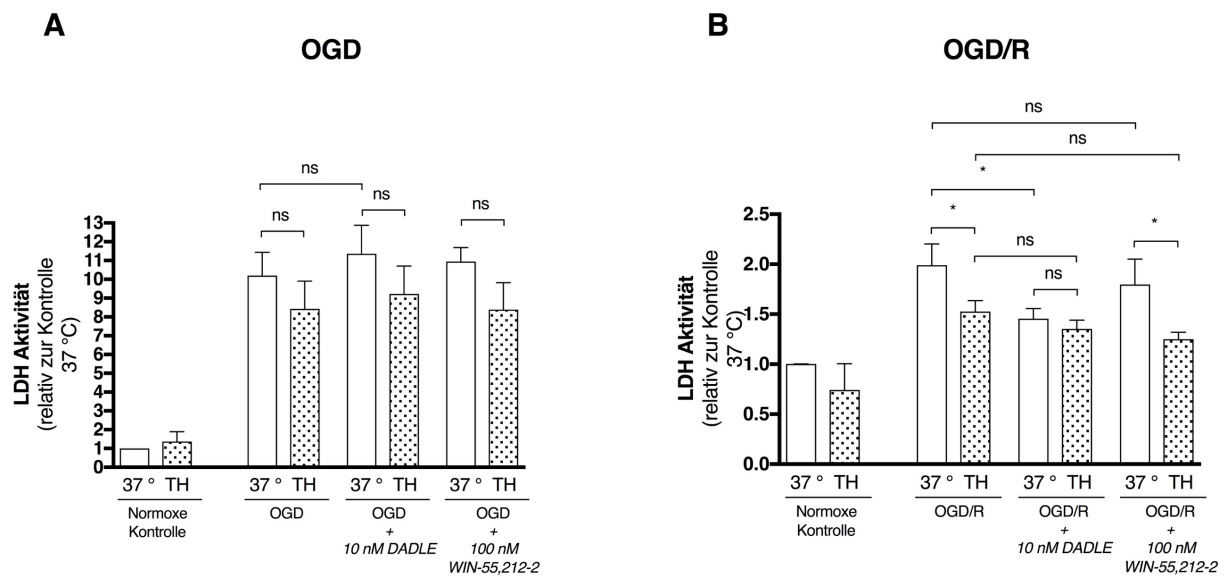 A
OGD
ns
ns
ns
ns
LDH Aktivität
(relativ zur Kontrolle
37 °C)
13
12
11
10
9
8
7
6
5
4
3
2
1
0
37 ° TH
37 ° TH
37 ° TH
37 ° TH
Normoxe
Kontrolle
OGD
OGD
+
10 nM DADLE
OGD
+
100 nM
WIN-55,212-2
B
OGD/R
ns
ns
*
*
*
ns
ns
LDH Aktivität
(relativ zur Kontrolle
37 °C)
2.5
2.0
1.5
1.0
0.5
0.0
37 ° TH
37 ° TH
37 ° TH
37 ° TH
Normoxe
Kontrolle
OGD/R
OGD/R
+
10 nM DADLE
OGD/R
+
100 nM
WIN-55,212-2